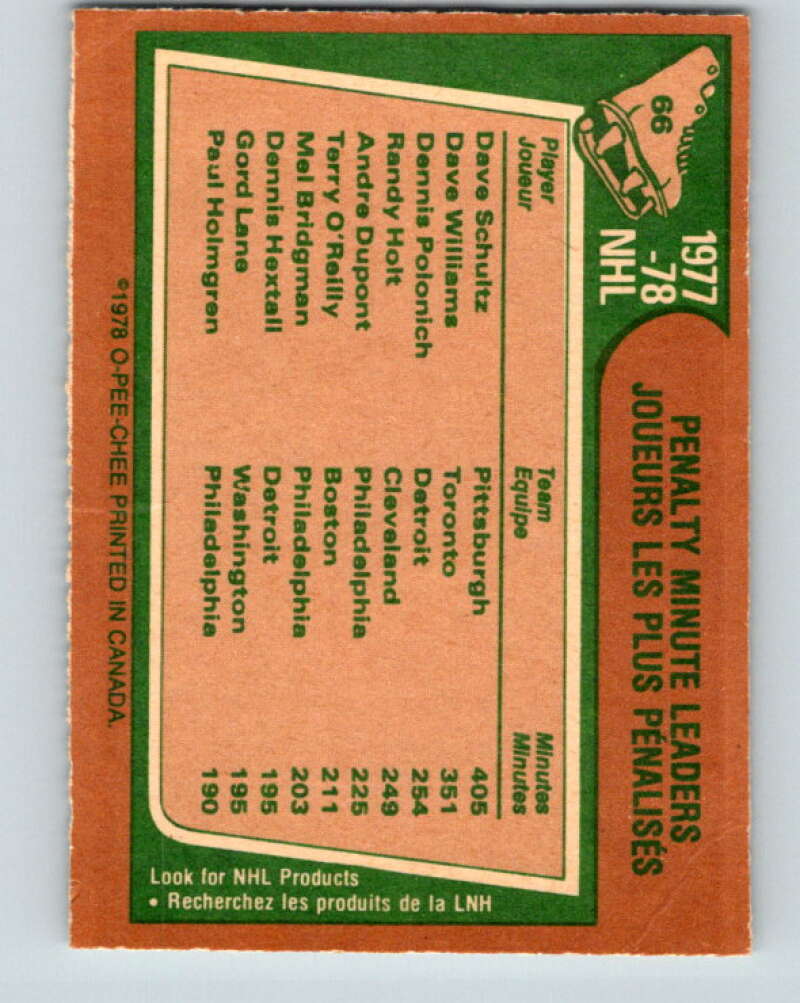 66
1977
-78
NHL
PENALTY MINUTE LEADERS
JOUEURS LES PLUS PÉNALISÉS
Player Team Minutes
Joueur Equipe Minutes
Dave Schultz Pittsburgh 405
Dave Williams Toronto 351
Dennis Polonich Detroit 254
Randy Holt Cleveland 249
Andre Dupont Philadelphia 225
Terry O'Reilly Boston 211
Mel Bridgman Philadelphia 203
Dennis Hextall Detroit 195
Gord Lane Washington 195
Paul Holmgren Philadelphia 190
©1978 O-PEE-CHEE PRINTED IN CANADA.
Look for NHL Products
• Recherchez les produits de la LNH